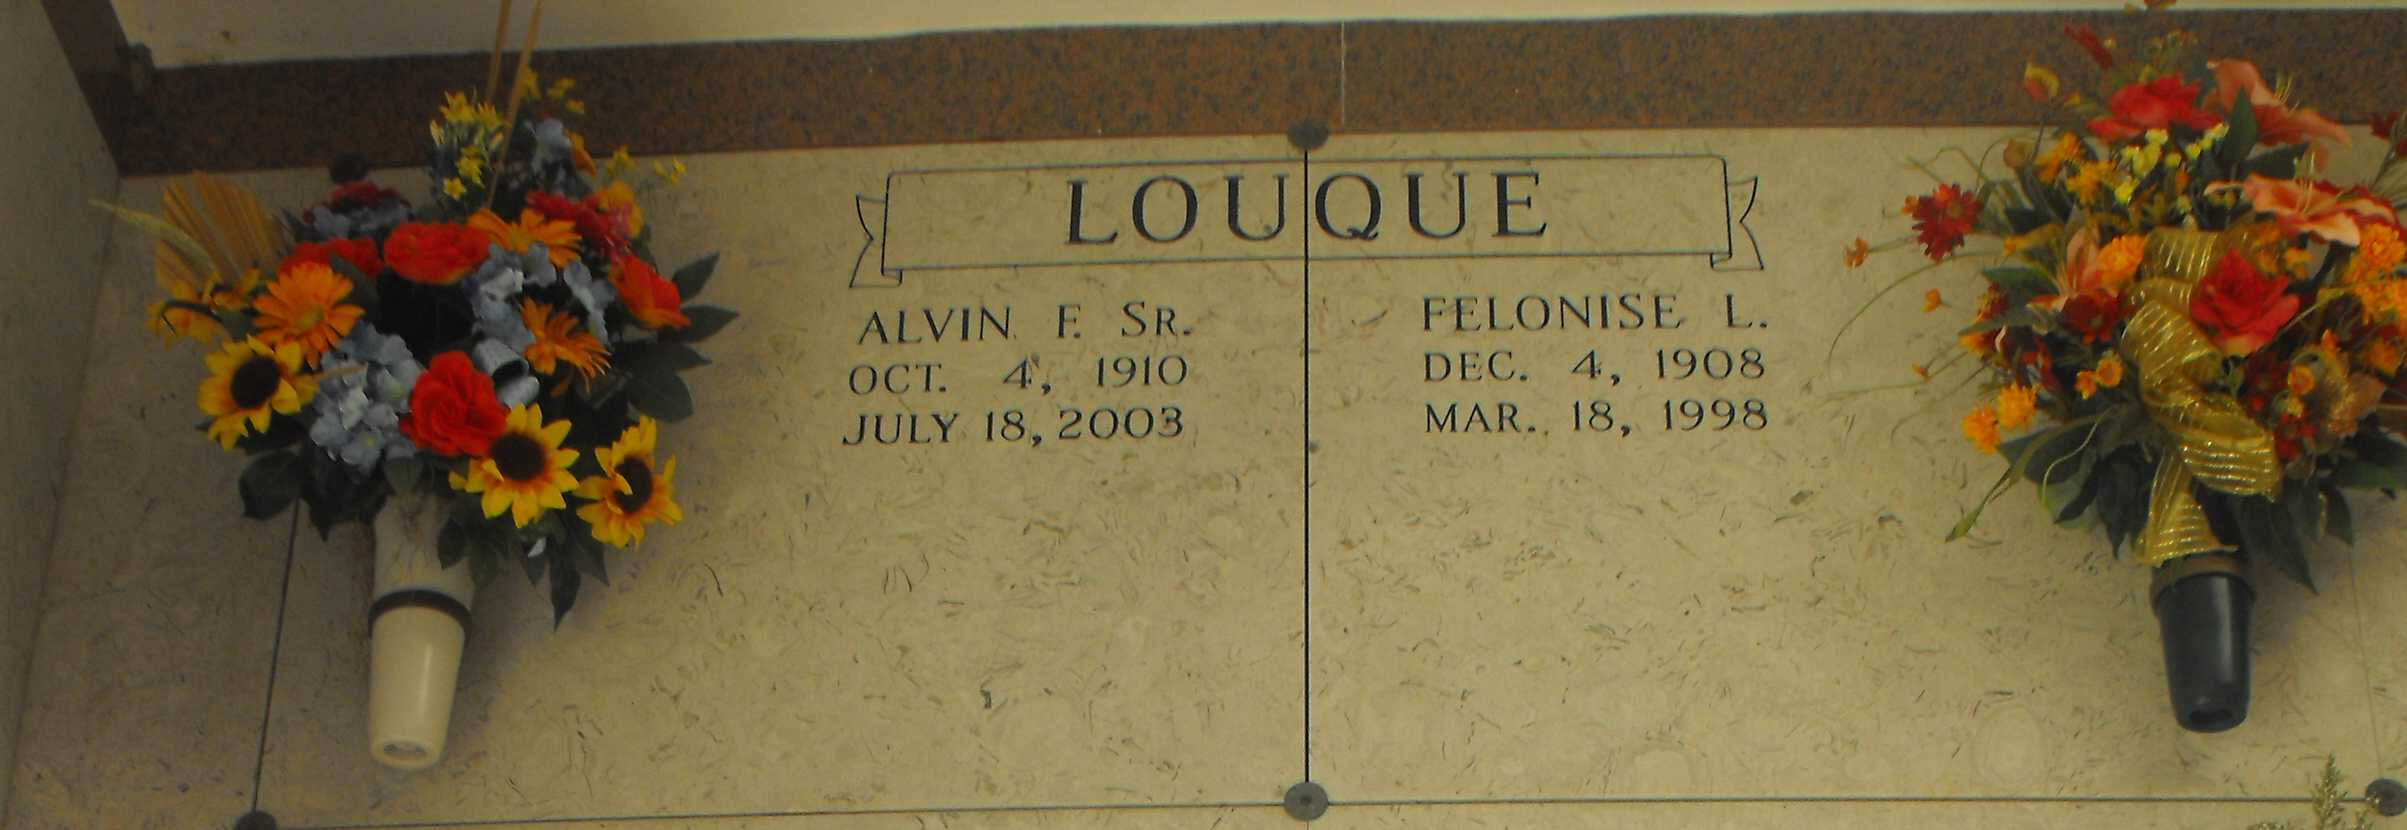 LOUQUE
ALVIN F. SR.
OCT. 4, 1910
JULY 18, 2003
FELONISE L.
DEC. 4, 1908
MAR. 18, 1998